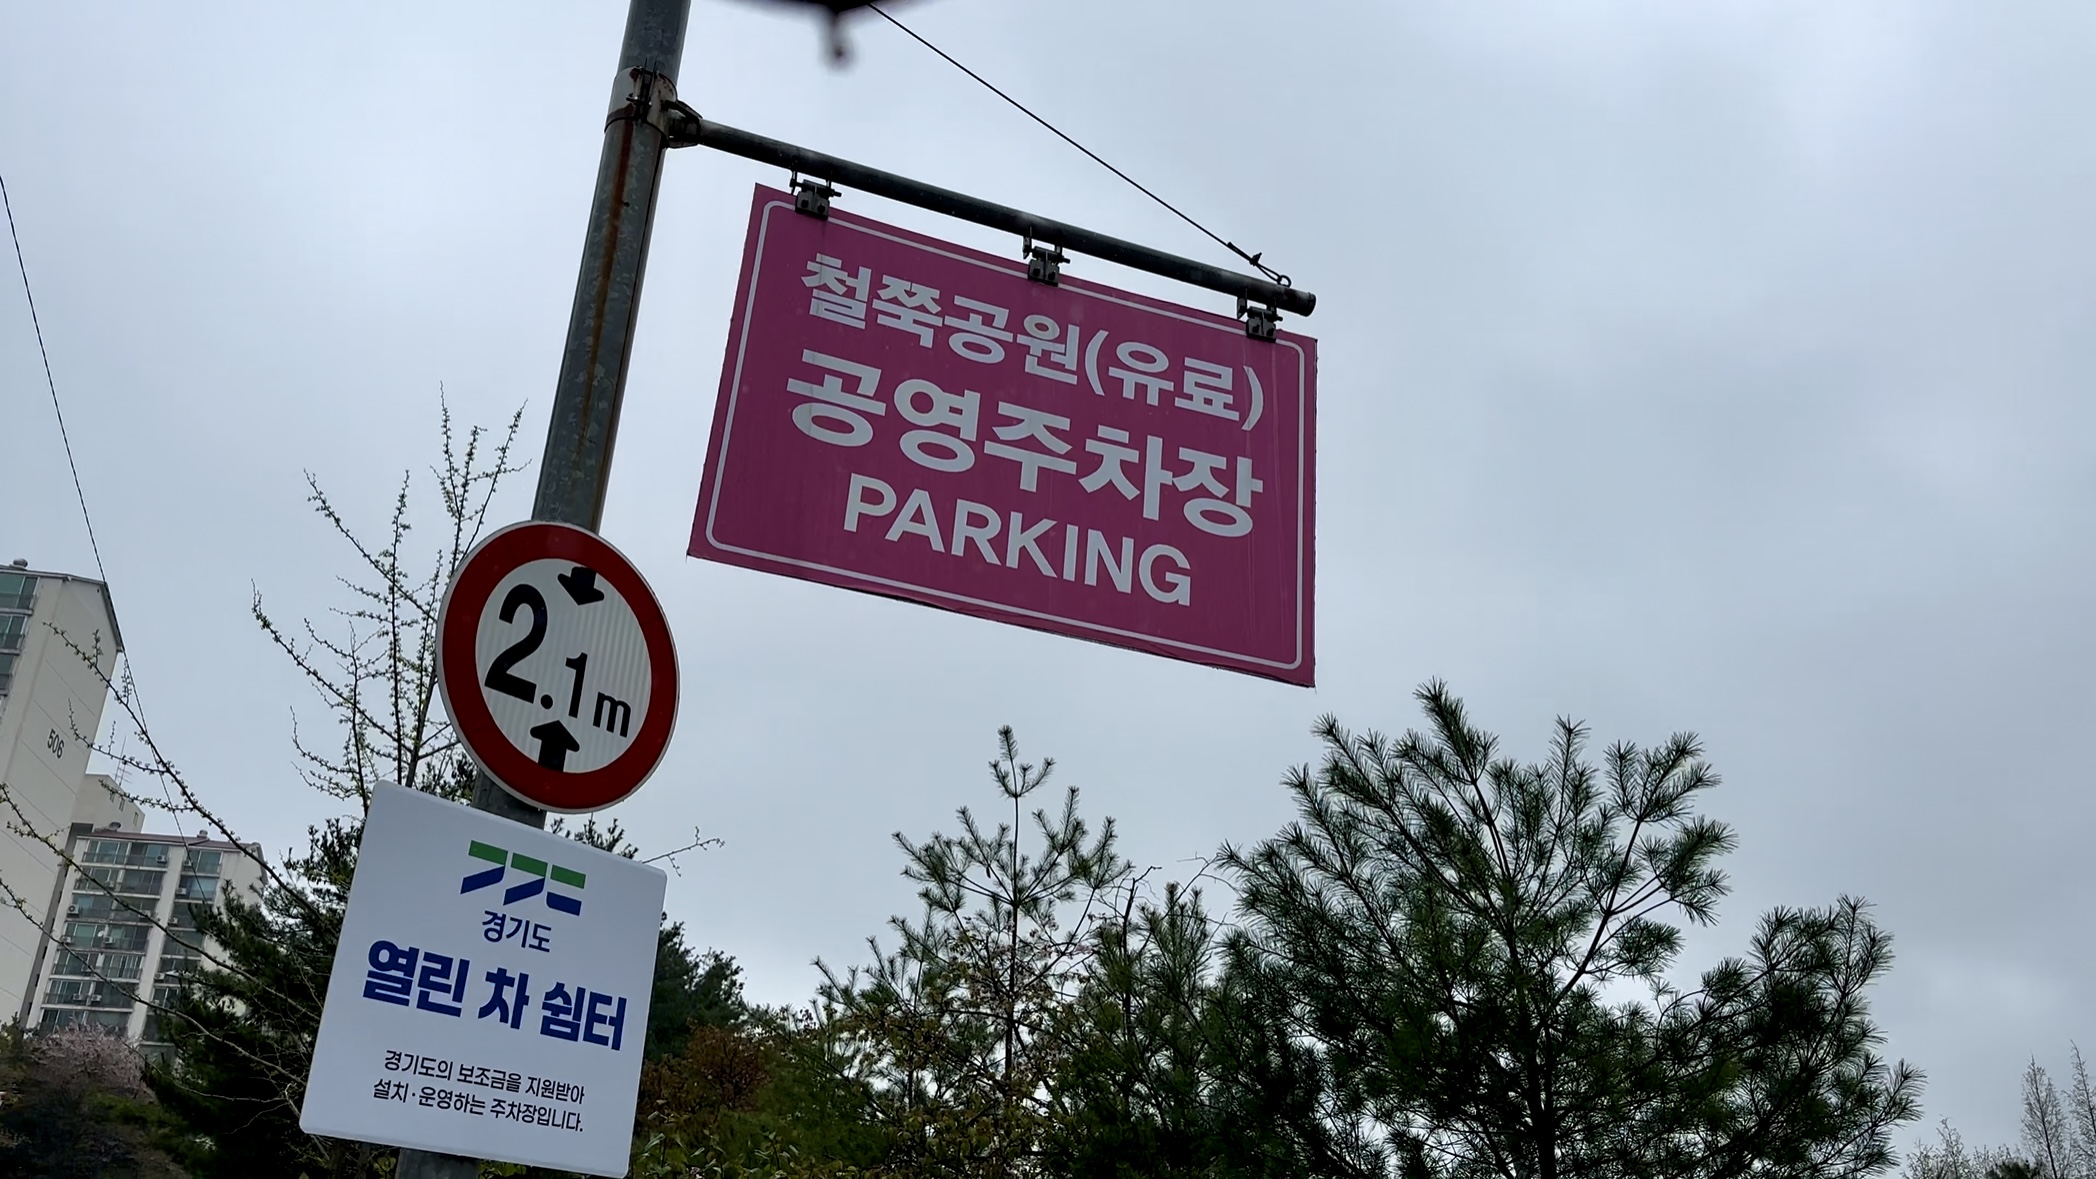 철쭉공원(유료)
공영주차장
PARKING
2.1m
경기도
열린 차 쉼터
경기도의 보조금을 지원받아
설치·운영하는 주차장입니다.
506